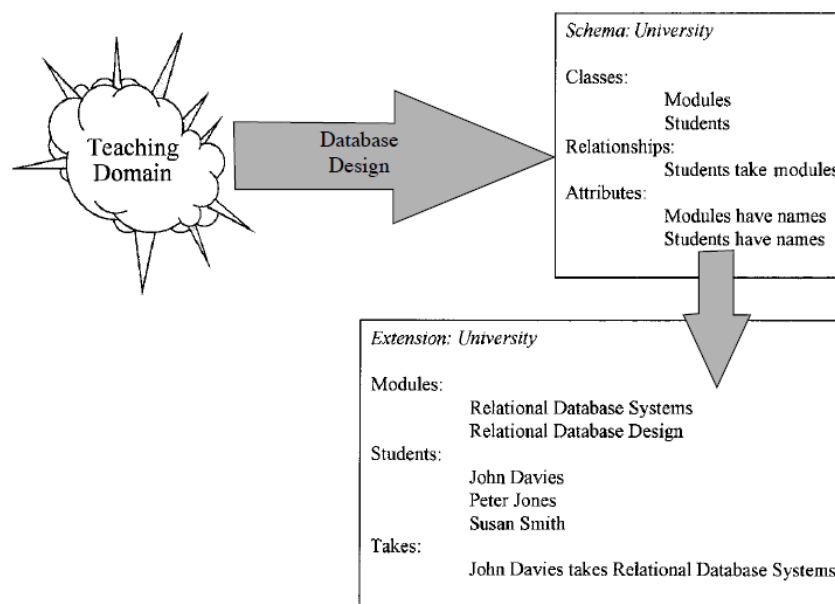 Teaching
Domain
Database
Design
Schema: University
Classes:
Modules
Students
Relationships:
Students take modules
Attributes:
Modules have names
Students have names
Extension: University
Modules:
Relational Database Systems
Relational Database Design
Students:
John Davies
Peter Jones
Susan Smith
Takes:
John Davies takes Relational Database Systems